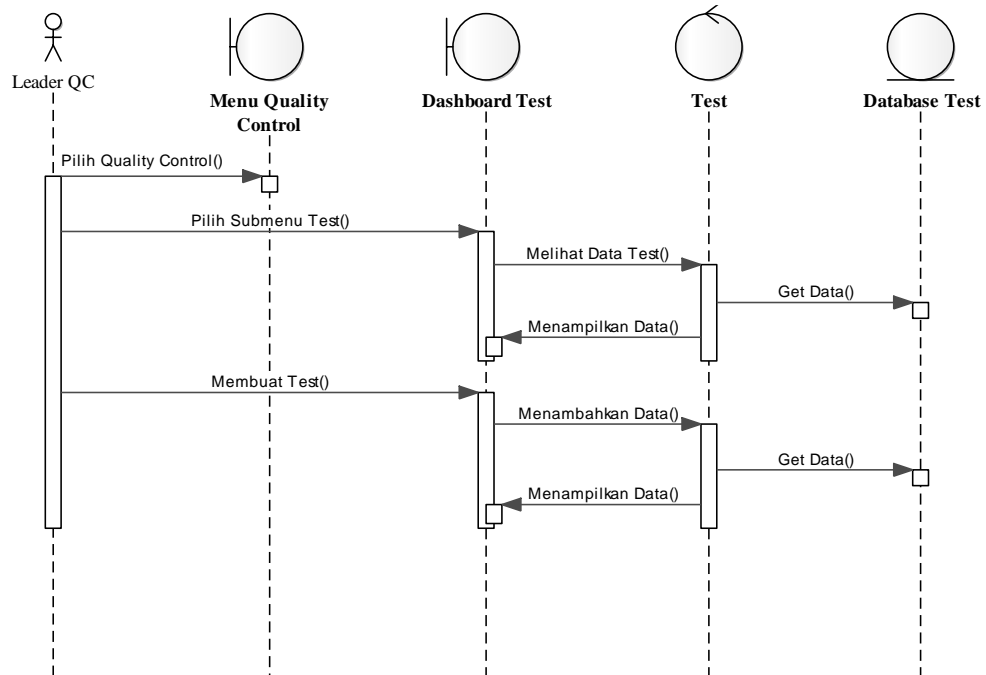 Leader QC
Menu Quality
Control
Dashboard Test
Test
Database Test
Pilih Quality Control()
Pilih Submenu Test()
Melihat Data Test()
Get Data()
Menampilkan Data()
Membuat Test()
Menambahkan Data()
Get Data()
Menampilkan Data()